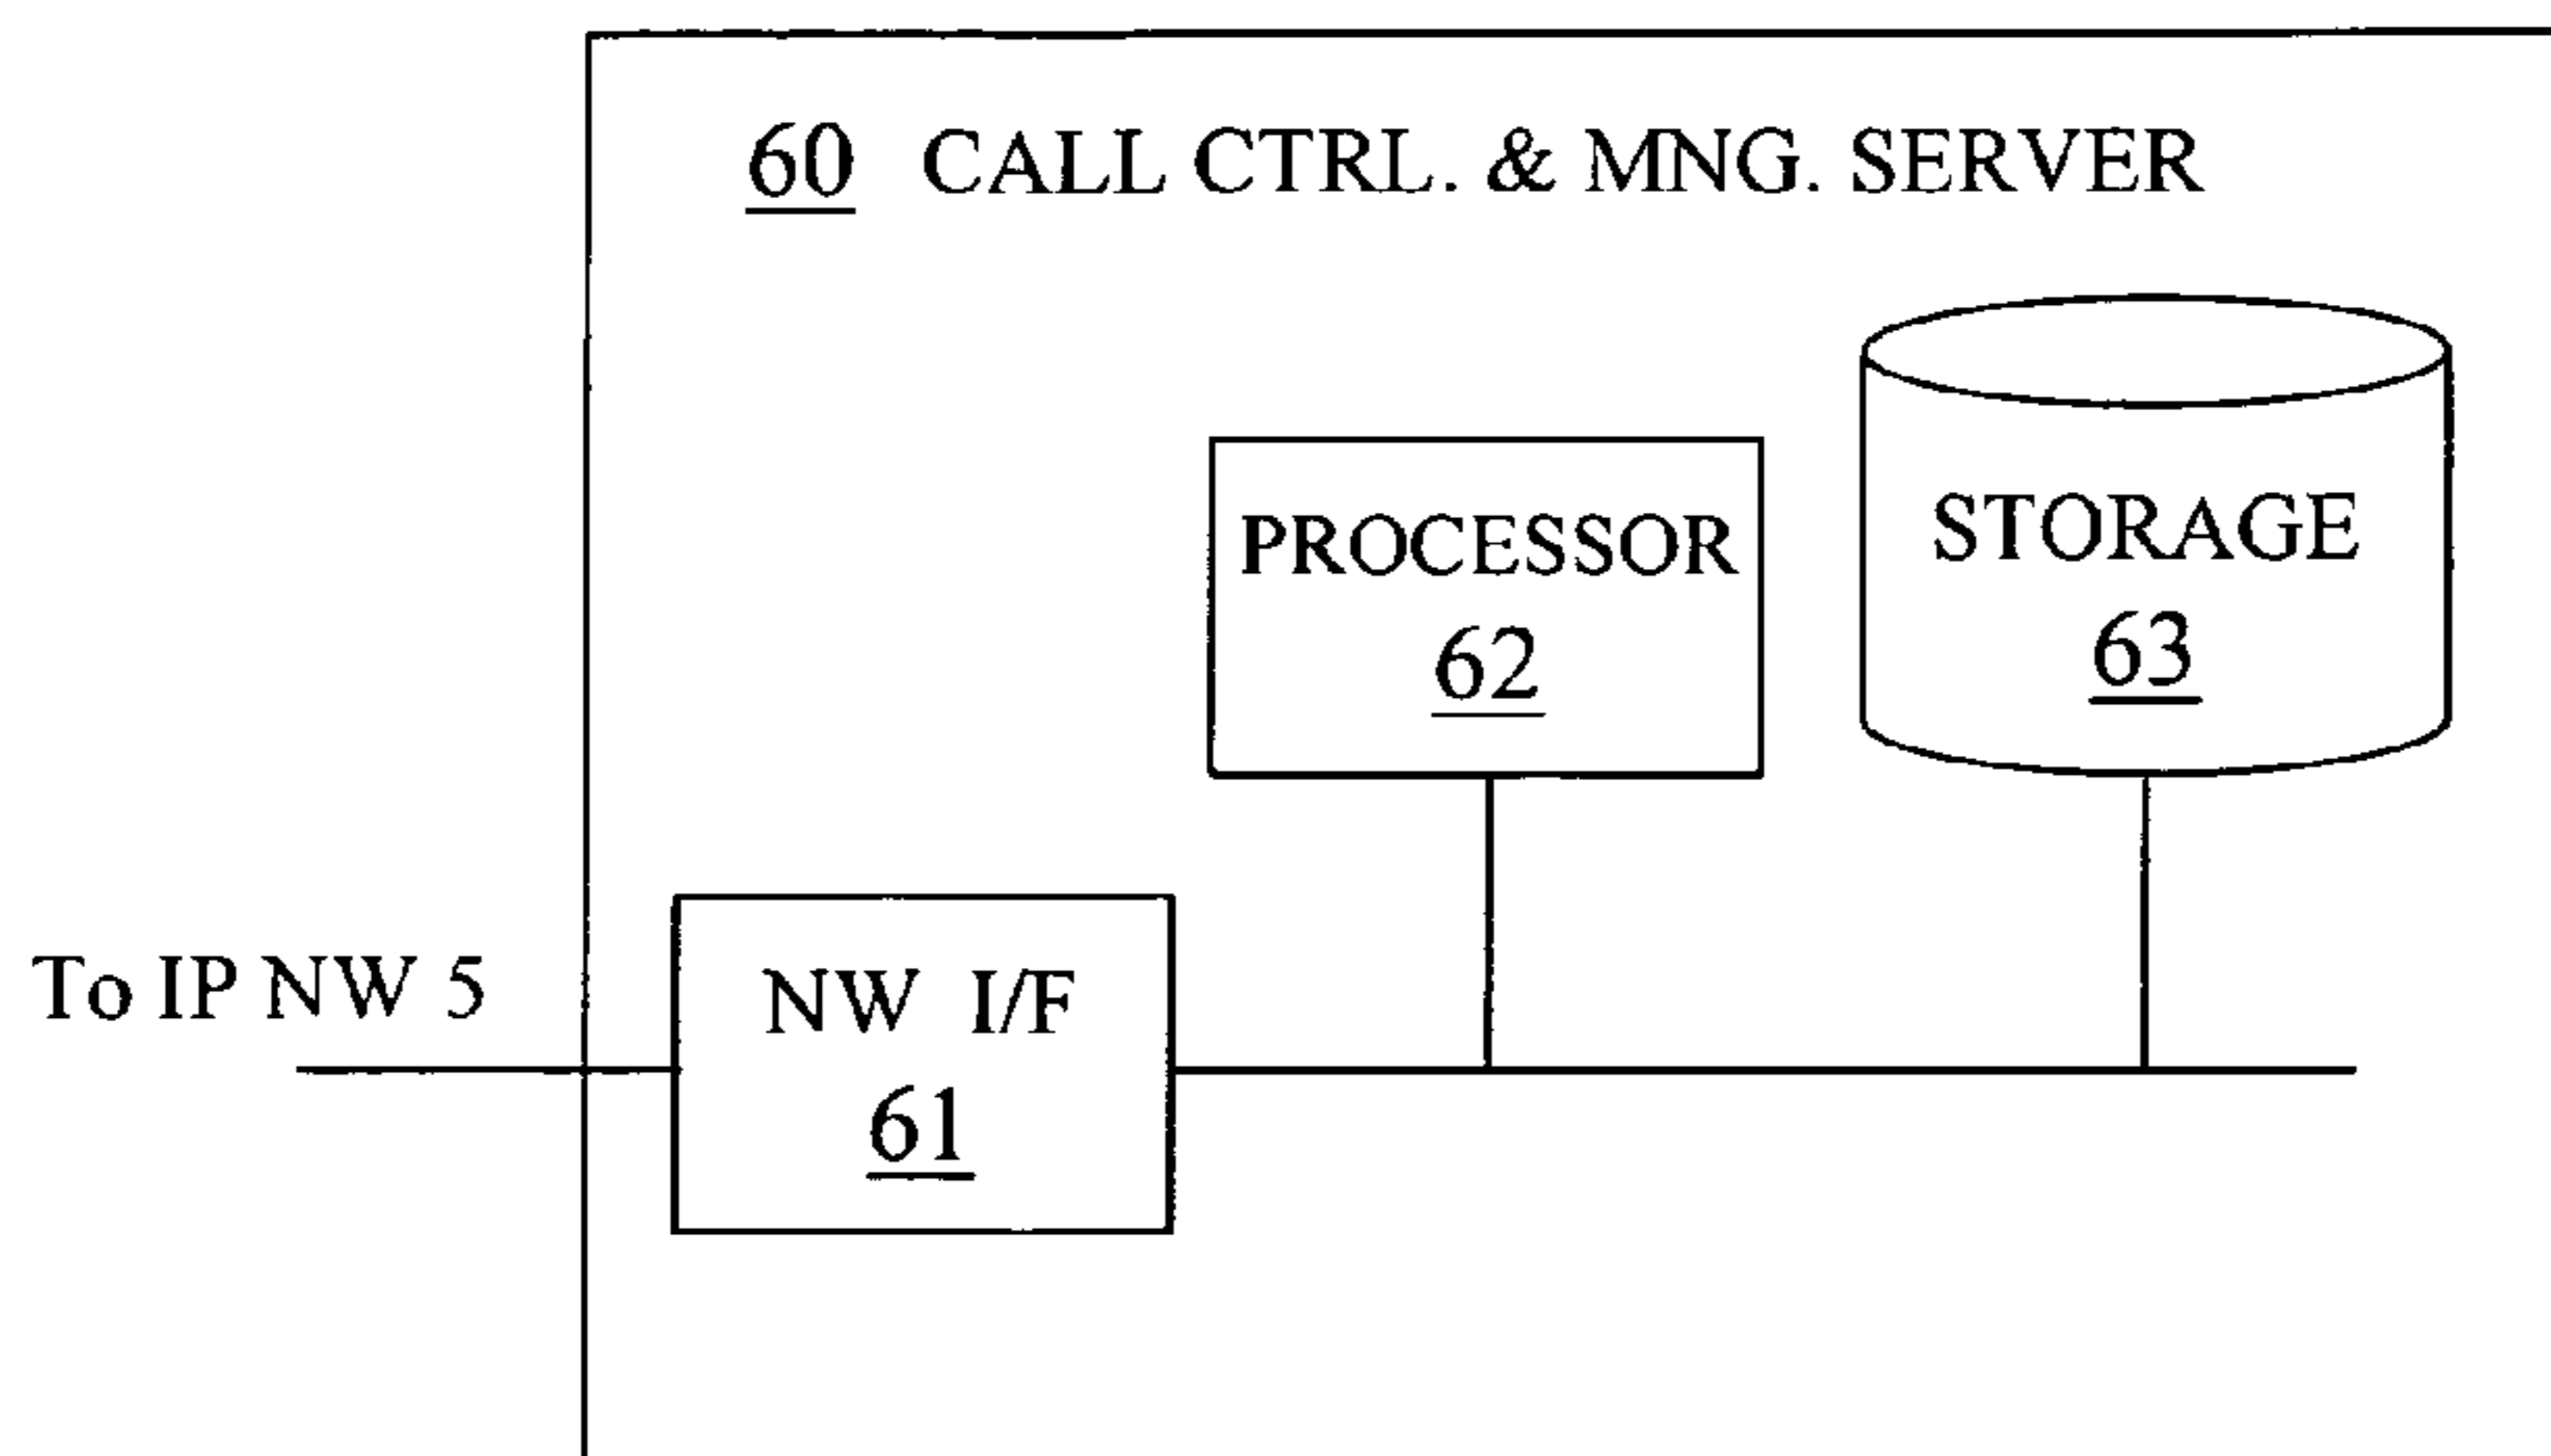 60 CALL CTRL. & MNG. SERVER
PROCESSOR
62
STORAGE
63
To IP NW 5
NW I/F
61